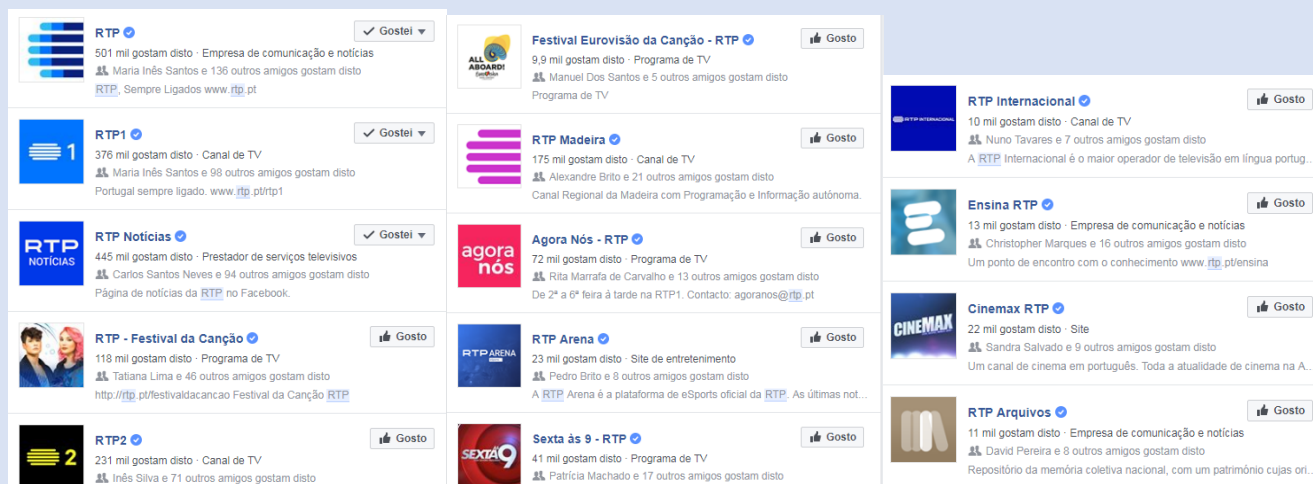 RTP
Gostei
501 mil gostam disto · Empresa de comunicação e notícias
Maria Inês Santos e 136 outros amigos gostam disto
RTP, Sempre Ligados www.rtp.pt
1
RTP1
Gostei
376 mil gostam disto · Canal de TV
Maria Inês Santos e 98 outros amigos gostam disto
Portugal sempre ligado. www.rtp.pt/rtp1
RTP
NOTÍCIAS
RTP Notícias
Gostei
445 mil gostam disto · Prestador de serviços televisivos
Carlos Santos Neves e 94 outros amigos gostam disto
Página de notícias da RTP no Facebook.
RTP - Festival da Canção
Gosto
118 mil gostam disto · Programa de TV
Tatiana Lima e 46 outros amigos gostam disto
http://rtp.pt/festivaldacancao Festival da Canção RTP
2
RTP2
Gosto
231 mil gostam disto · Canal de TV
Inês Silva e 71 outros amigos gostam disto
ALL
ABOARD!
Festival Eurovisão da Canção - RTP
Gosto
9,9 mil gostam disto · Programa de TV
Manuel Dos Santos e 5 outros amigos gostam disto
Programa de TV
RTP Madeira
Gosto
175 mil gostam disto · Canal de TV
Alexandre Brito e 21 outros amigos gostam disto
Canal Regional da Madeira com Programação e Informação autónoma.
agora
nós
Agora Nós - RTP
Gosto
72 mil gostam disto · Programa de TV
Rita Marrafa de Carvalho e 13 outros amigos gostam disto
De 2ª a 6ª feira á tarde na RTP1. Contacto: agoranos@rtp.pt
RTP ARENA
RTP Arena
Gosto
23 mil gostam disto · Site de entretenimento
Pedro Brito e 8 outros amigos gostam disto
A RTP Arena é a plataforma de eSports oficial da RTP. As últimas not...
SEXTA 9
Sexta às 9 - RTP
Gosto
41 mil gostam disto · Programa de TV
Patrícia Machado e 17 outros amigos gostam disto
RTP INTERNACIONAL
RTP Internacional
Gosto
10 mil gostam disto · Canal de TV
Nuno Tavares e 7 outros amigos gostam disto
A RTP Internacional é o maior operador de televisão em língua portug...
Ensina RTP
Gosto
13 mil gostam disto · Empresa de comunicação e notícias
Christopher Marques e 16 outros amigos gostam disto
Um ponto de encontro com o conhecimento www.rtp.pt/ensina
CINEMAX
Cinemax RTP
Gosto
22 mil gostam disto · Site
Sandra Salvado e 9 outros amigos gostam disto
Um canal de cinema em português. Toda a atualidade de cinema na A...
RTP Arquivos
Gosto
11 mil gostam disto · Empresa de comunicação e notícias
David Pereira e 8 outros amigos gostam disto
Repositório da memória coletiva nacional, com um património cujas ori...